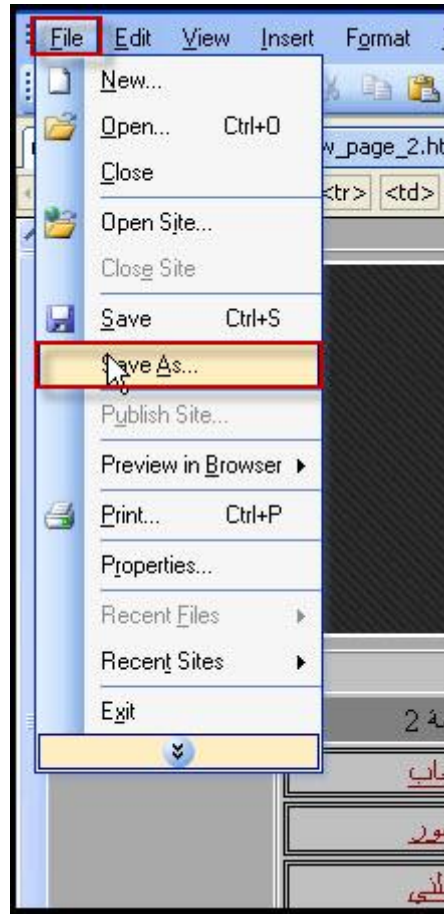 File Edit View Insert Format
New...
Open... Ctrl+O
w_page_2.ht
Close
<tr> <td>
Open Site...
Close Site
Save Ctrl+S
Save As...
Publish Site...
Preview in Browser
Print... Ctrl+P
Properties...
Recent Files
Recent Sites
Exit
2